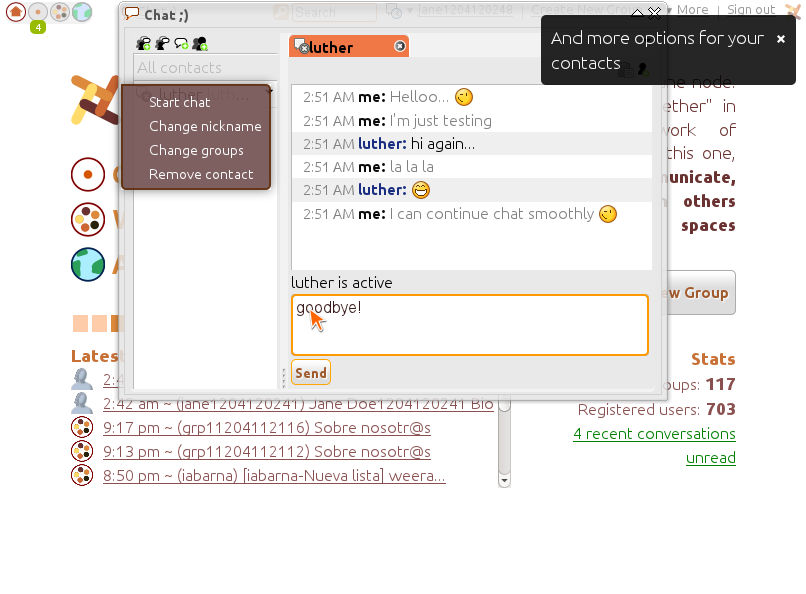 Chat ;)
Search
jane1204120248
Create New Gro
More
Sign out
4
And more options for your
contacts
All contacts
luther
Start chat
Change nickname
Change groups
Remove contact
2:51 AM me: Helloo...
2:51 AM me: I'm just testing
2:51 AM luther: hi again...
2:51 AM me: la la la
2:51 AM luther:
2:51 AM me: I can continue chat smoothly
luther is active
goodbye!
Send
ne node.
ether" in
work of
this one,
unicate,
others
spaces
ew Group
Latest
2:4
2:42 am ~ (jane1204120241) Jane Doe1204120241 Bio
9:17 pm ~ (grp11204112116) Sobre nosotr@s
9:13 pm ~ (grp11204112112) Sobre nosotr@s
8:50 pm ~ (iabarna) [iabarna-Nueva lista] weera...
Stats
oups: 117
Registered users: 703
4 recent conversations
unread